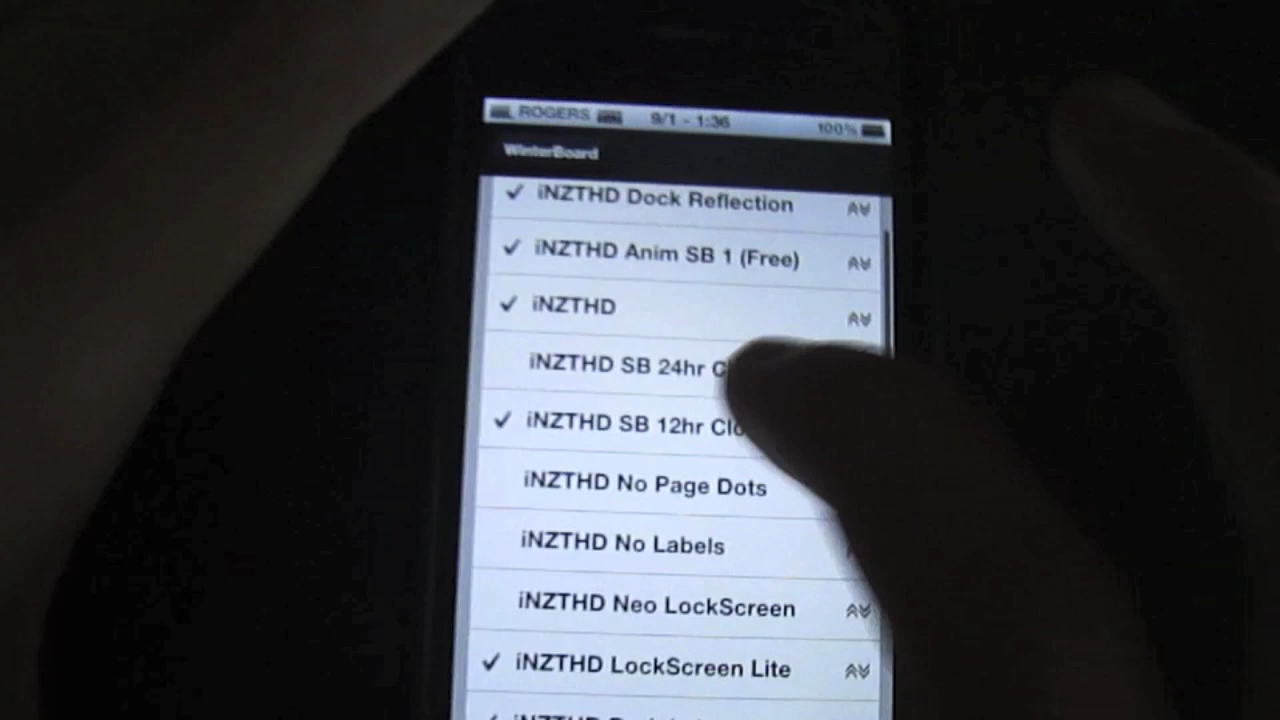 ROGERS 9/1 - 1:36 100%
WinterBoard
iNZTHD Dock Reflection
iNZTHD Anim SB 1 (Free)
iNZTHD
iNZTHD SB 24hr
iNZTHD SB 12hr
iNZTHD No Page Dots
iNZTHD No Labels
iNZTHD Neo LockScreen
iNZTHD LockScreen Lite
iNZTHD